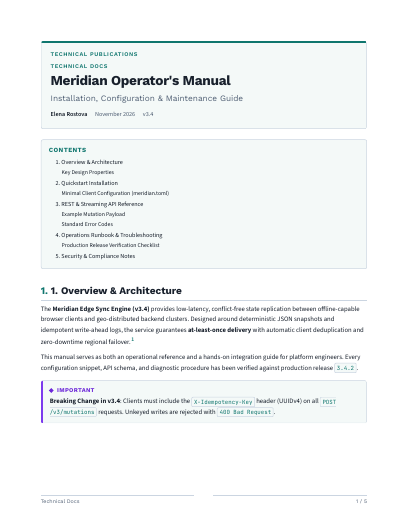 TECHNICAL PUBLICATIONS
TECHNICAL DOCS
Meridian Operator's Manual
Installation, Configuration & Maintenance Guide
Elena Rostova November 2026 v3.4
CONTENTS
1. Overview & Architecture
Key Design Properties
2. Quickstart Installation
Minimal Client Configuration (meridian.toml)
3. REST & Streaming API Reference
Example Mutation Payload
Standard Error Codes
4. Operations Runbook & Troubleshooting
Production Release Verification Checklist
5. Security & Compliance Notes
1. 1. Overview & Architecture
The Meridian Edge Sync Engine (v3.4) provides low-latency, conflict-free state replication between offline-capable
browser clients and geo-distributed backend clusters. Designed around deterministic JSON snapshots and
idempotent write-ahead logs, the service guarantees at-least-once delivery with automatic client deduplication and
zero-downtime regional failover.1
This manual serves as both an operational reference and a hands-on integration guide for platform engineers. Every
configuration snippet, API schema, and diagnostic procedure has been verified against production release 3.4.2.
◆ IMPORTANT
Breaking Change in v3.4: Clients must include the X-Idempotency-Key header (UUIDv4) on all POST
/v3/mutations requests. Unkeyed writes are rejected with 400 Bad Request.
Technical Docs 1 / 5